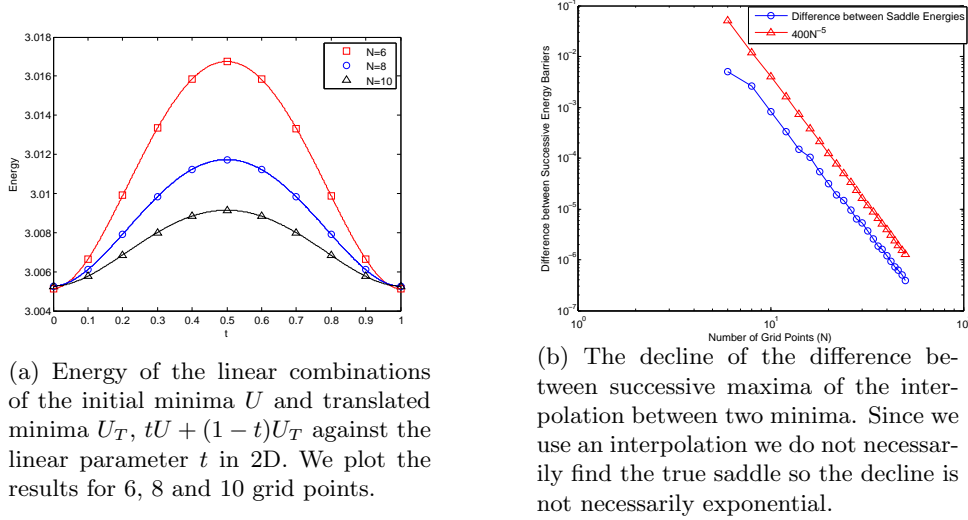 3.018
3.016
3.014
3.012
3.01
3.008
3.006
3.004
Energy
0 0.1 0.2 0.3 0.4 0.5 0.6 0.7 0.8 0.9 1
t
N=6
N=8
N=10
(a) Energy of the linear combinations
of the initial minima U and translated
minima U_T, tU + (1 − t)U_T against the
linear parameter t in 2D. We plot the
results for 6, 8 and 10 grid points.
10⁻¹
10⁻²
10⁻³
10⁻⁴
10⁻⁵
10⁻⁶
10⁻⁷
Difference between Successive Energy Barriers
10⁰ 10¹ 10
Number of Grid Points (N)
Difference between Saddle Energies
400N⁻⁵
(b) The decline of the difference be-
tween successive maxima of the inter-
polation between two minima. Since we
use an interpolation we do not necessar-
ily find the true saddle so the decline is
not necessarily exponential.